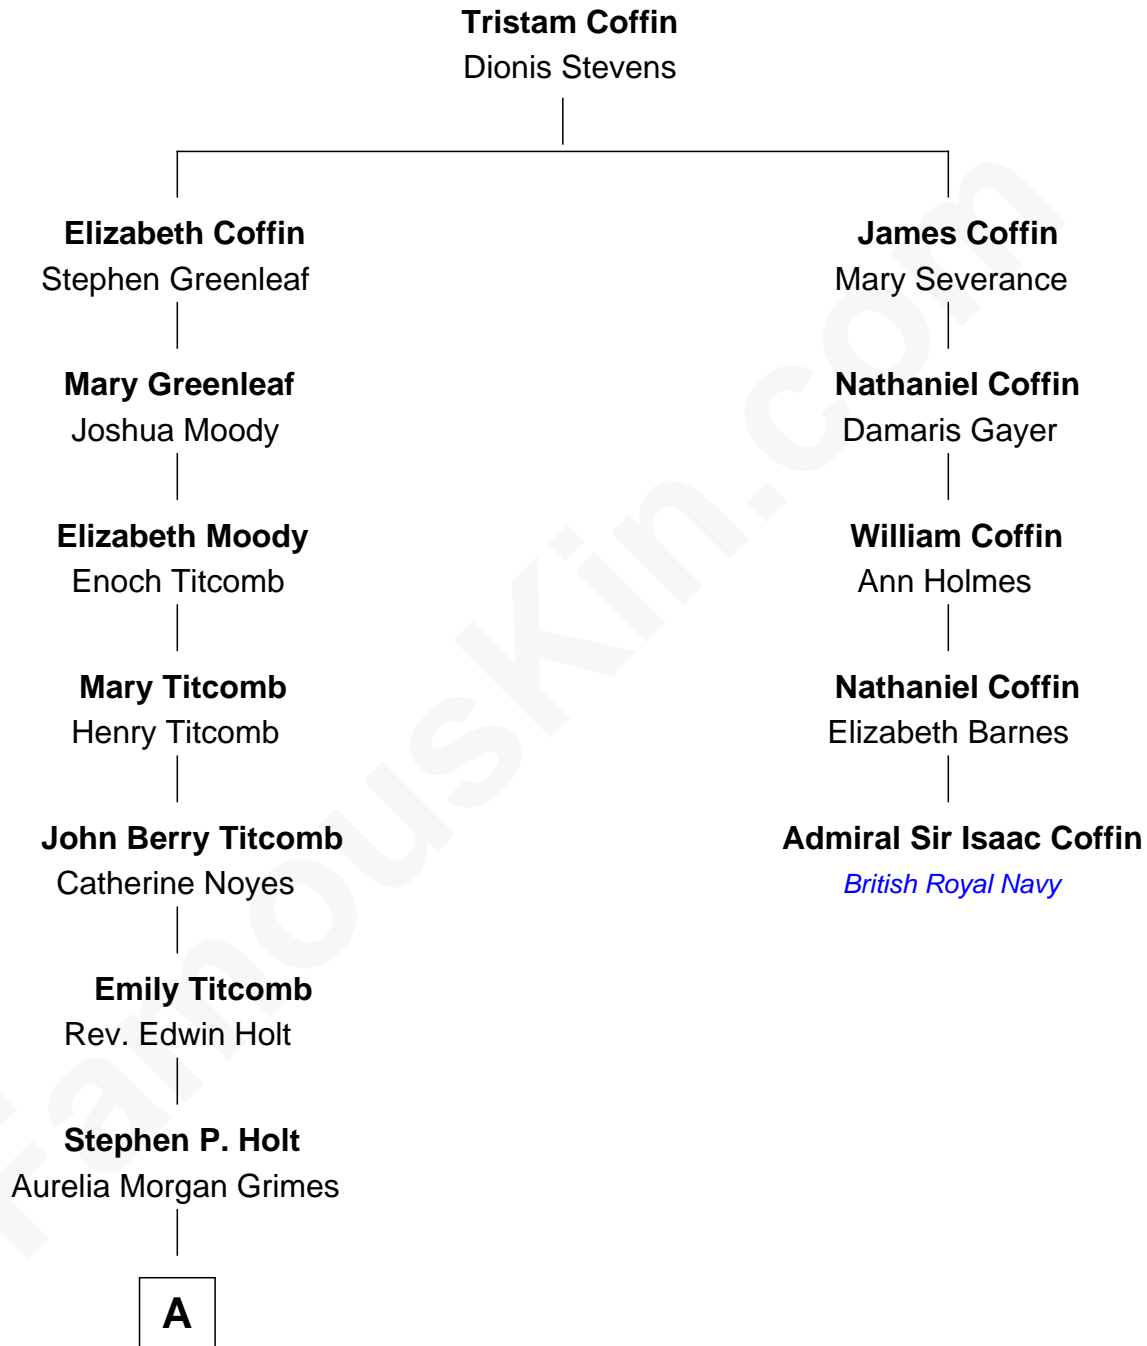 Tristam Coffin
Dionis Stevens
Elizabeth Coffin
Stephen Greenleaf
James Coffin
Mary Severance
Mary Greenleaf
Joshua Moody
Nathaniel Coffin
Damaris Gayer
Elizabeth Moody
Enoch Titcomb
William Coffin
Ann Holmes
Mary Titcomb
Henry Titcomb
Nathaniel Coffin
Elizabeth Barnes
John Berry Titcomb
Catherine Noyes
Admiral Sir Isaac Coffin
British Royal Navy
Emily Titcomb
Rev. Edwin Holt
Stephen P. Holt
Aurelia Morgan Grimes
A
FamousKin.com